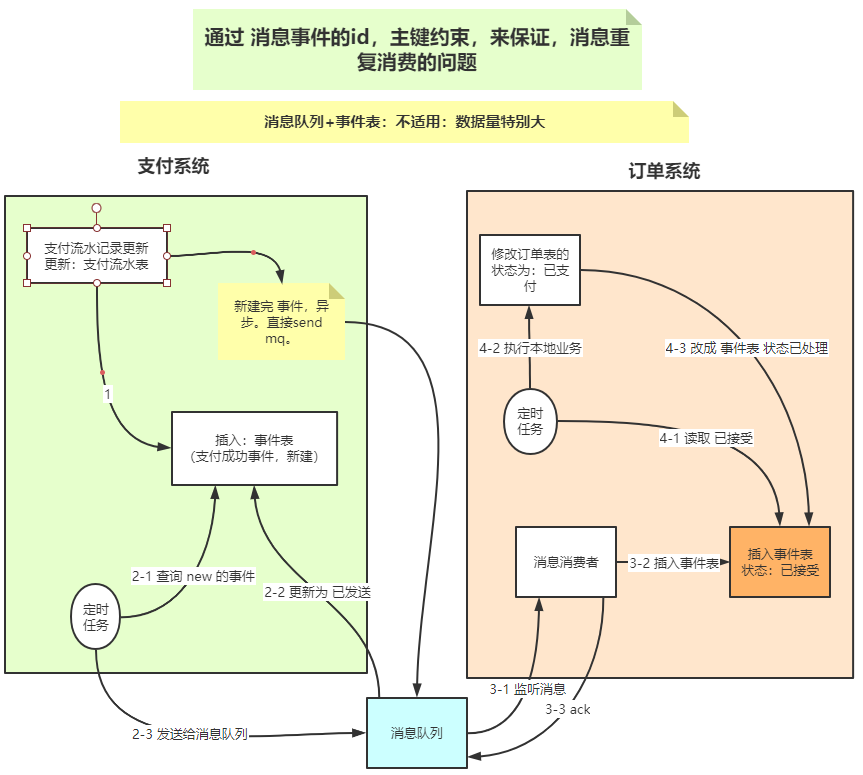 通过 消息事件的id，主键约束，来保证，消息重
复消费的问题
消息队列+事件表：不适用：数据量特别大
支付系统
订单系统
支付流水记录更新
更新：支付流水表
新建完 事件，异
步。直接send
mq。
1
插入：事件表
（支付成功事件，新建）
2-1 查询 new 的事件
2-2 更新为 已发送
定时
任务
2-3 发送给消息队列
消息队列
修改订单表的
状态为：已支
付
4-2 执行本地业务
4-3 改成 事件表 状态已处理
定时
任务
4-1 读取 已接受
消息消费者
3-2 插入事件表
插入事件表
状态：已接受
3-1 监听消息
3-3 ack